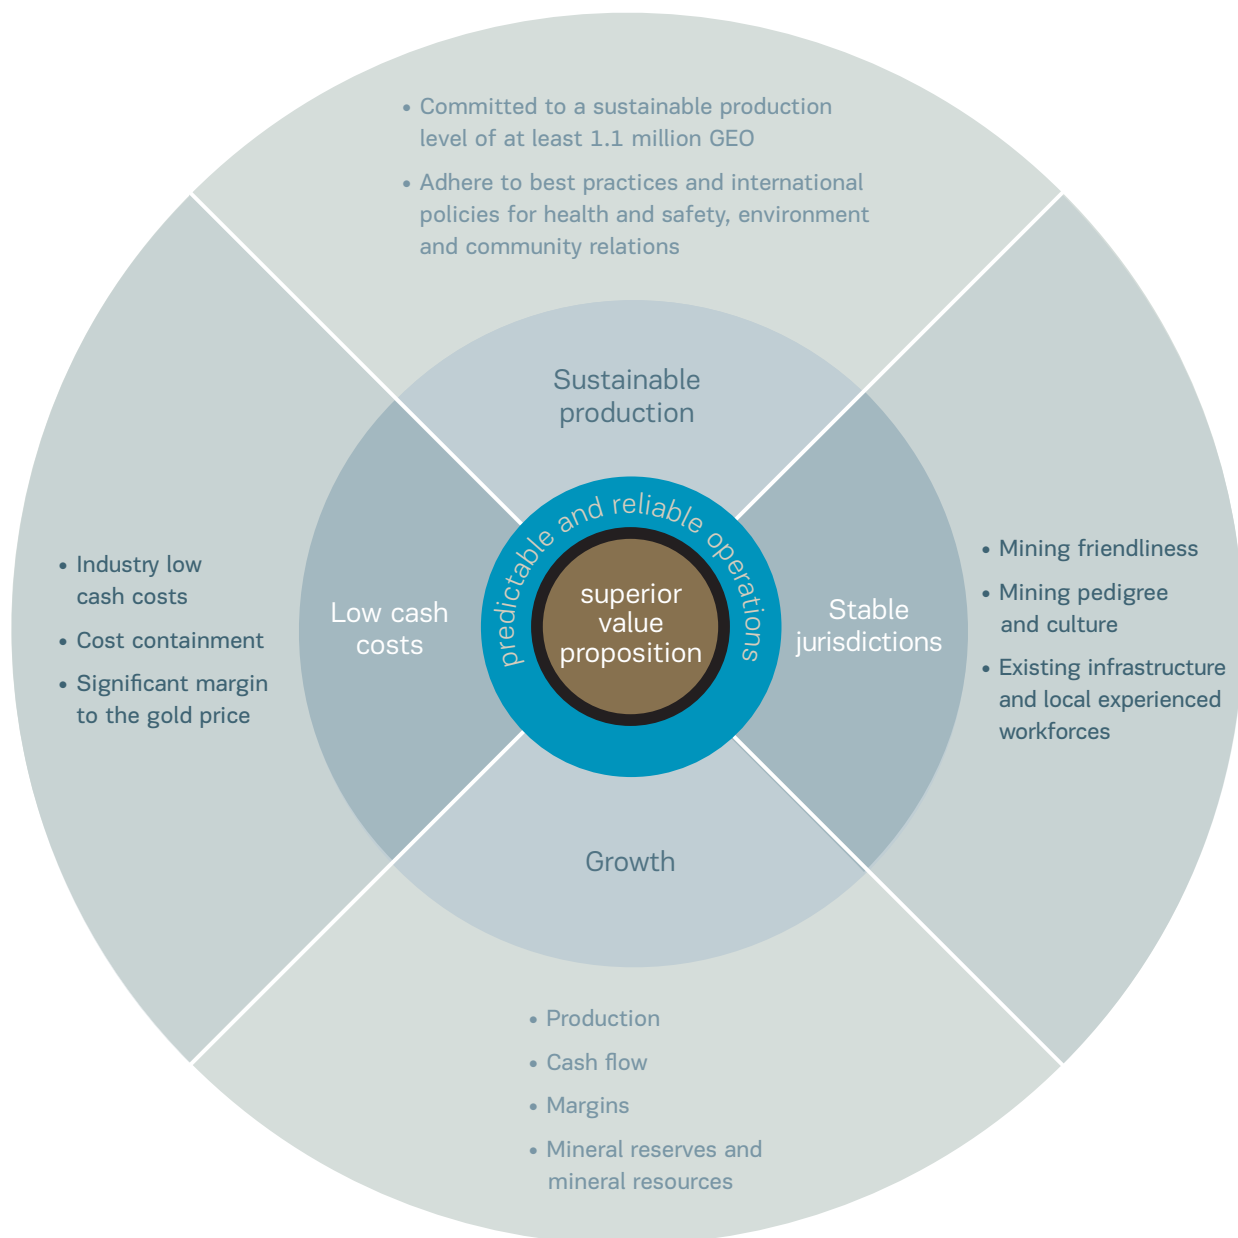 • Committed to a sustainable production
level of at least 1.1 million GEO
• Adhere to best practices and international
policies for health and safety, environment
and community relations
Sustainable
production
• Industry low
cash costs
• Cost containment
• Significant margin
to the gold price
Low cash
costs
predictable and reliable operations
superior
value
proposition
Stable
jurisdictions
• Mining friendliness
• Mining pedigree
and culture
• Existing infrastructure
and local experienced
workforces
Growth
• Production
• Cash flow
• Margins
• Mineral reserves and
mineral resources